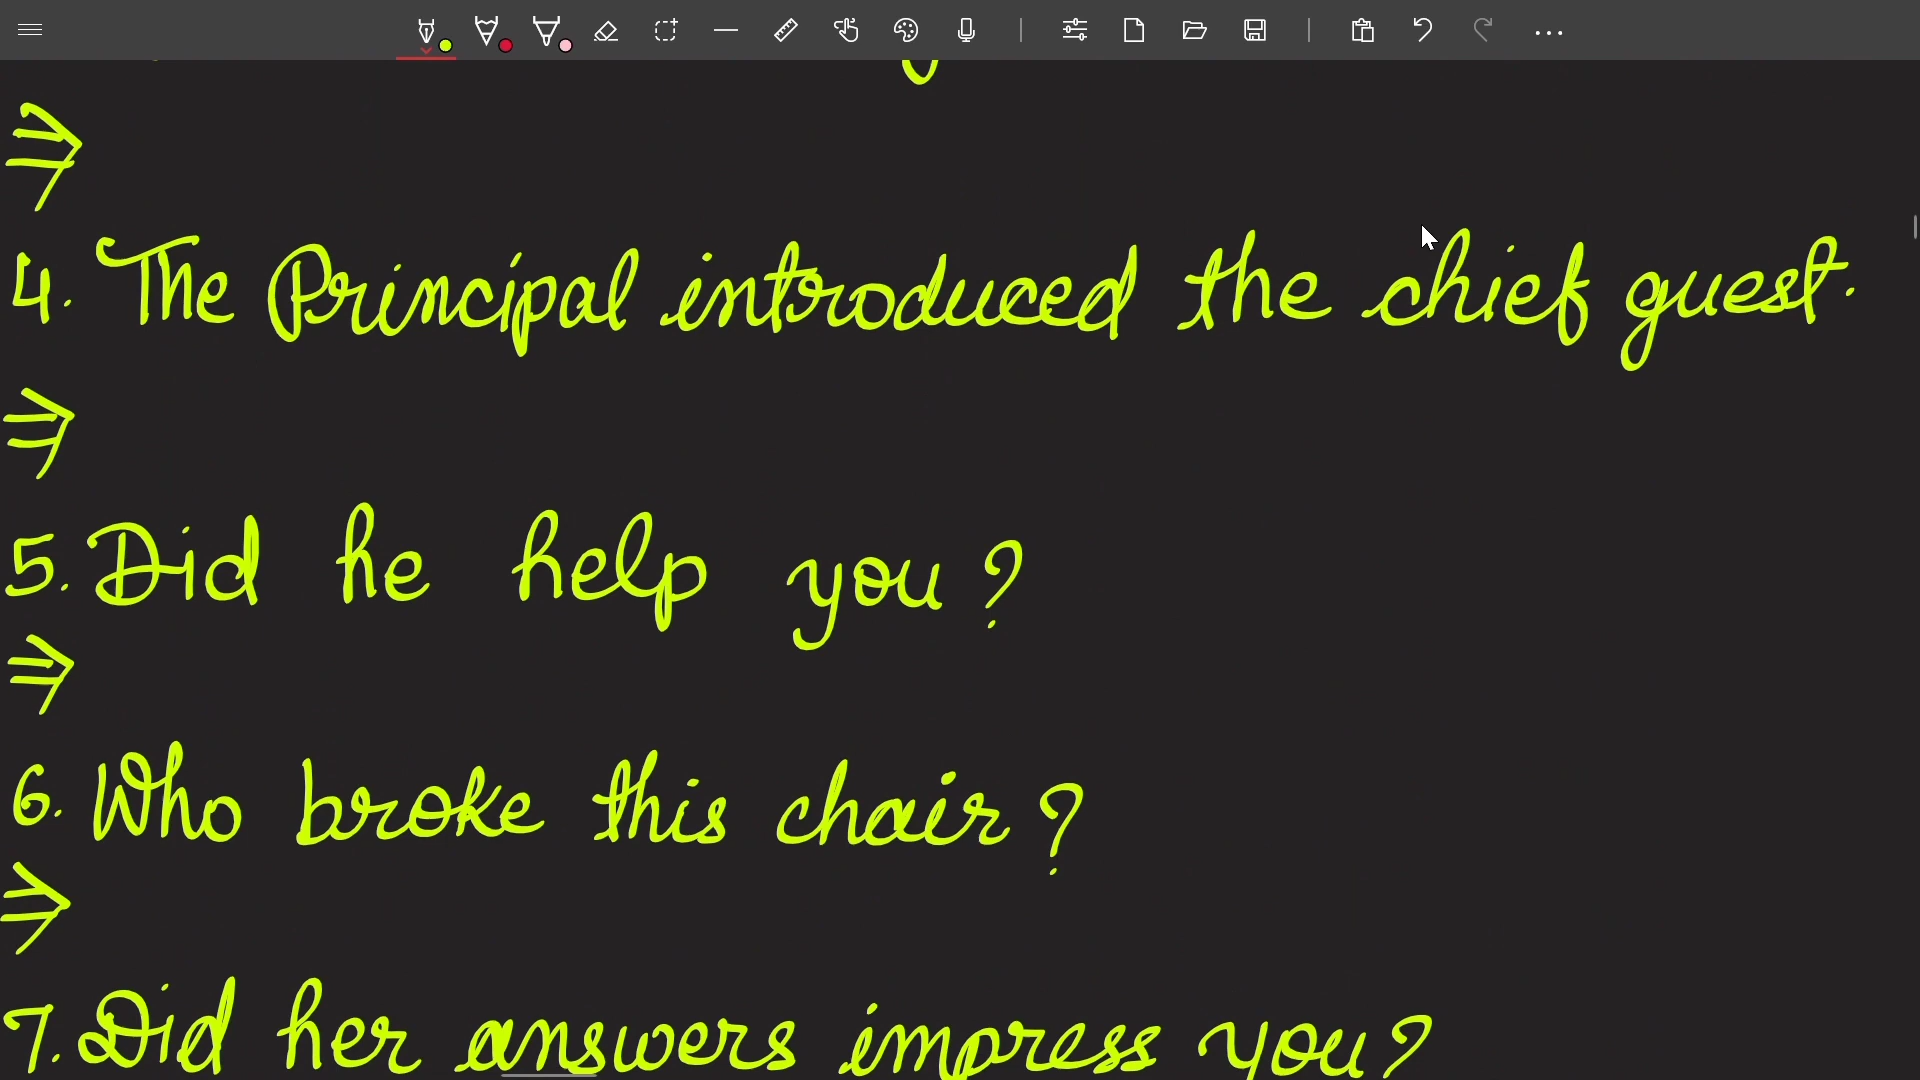 ⇒
4. The Principal introduced the chief guest.
⇒
5. Did he help you?
⇒
6. Who broke this chair?
⇒
7. Did her answers impress you?